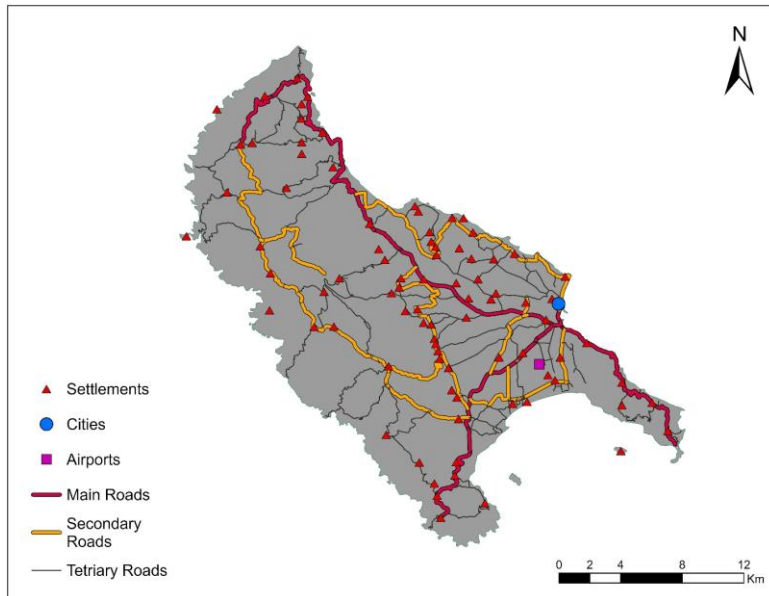 N
Settlements
Cities
Airports
Main Roads
Secondary
Roads
Tetriary Roads
0 2 4 8 12
Km